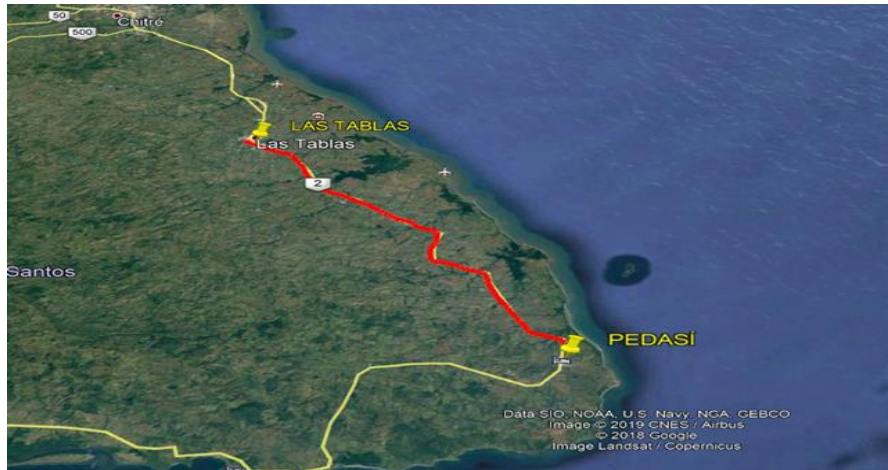 50
Chitré
500
LAS TABLAS
Las Tablas
2
Santos
PEDASÍ
Data SIO, NOAA, U.S. Navy, NGA, GEBCO
Image © 2019 CNES / Airbus
© 2018 Google
Image Landsat / Copernicus